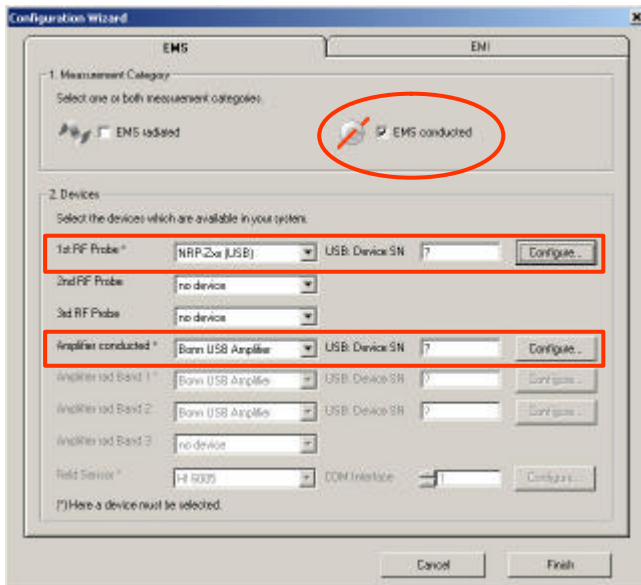 Configuration Wizard
EMS EMI
1. Measurement Category
Select one or both measurement categories.
EMS radiated EMS conducted
2. Devices
Select the devices which are available in your system.
1st RF Probe * NRP-Zxx (USB) USB: Device SN ? Configure...
2nd RF Probe no device
3rd RF Probe no device
Amplifier conducted * Bonn USB Amplifier USB: Device SN ? Configure...
Amplifier rad Band 1 * Bonn USB Amplifier USB: Device SN ? Configure...
Amplifier rad Band 2 Bonn USB Amplifier USB: Device SN ? Configure...
Amplifier rad Band 3 no device
Field Sensor * HI 6005 COM Interface 1 Configure...
(*) Here a device must be selected.
Cancel Finish